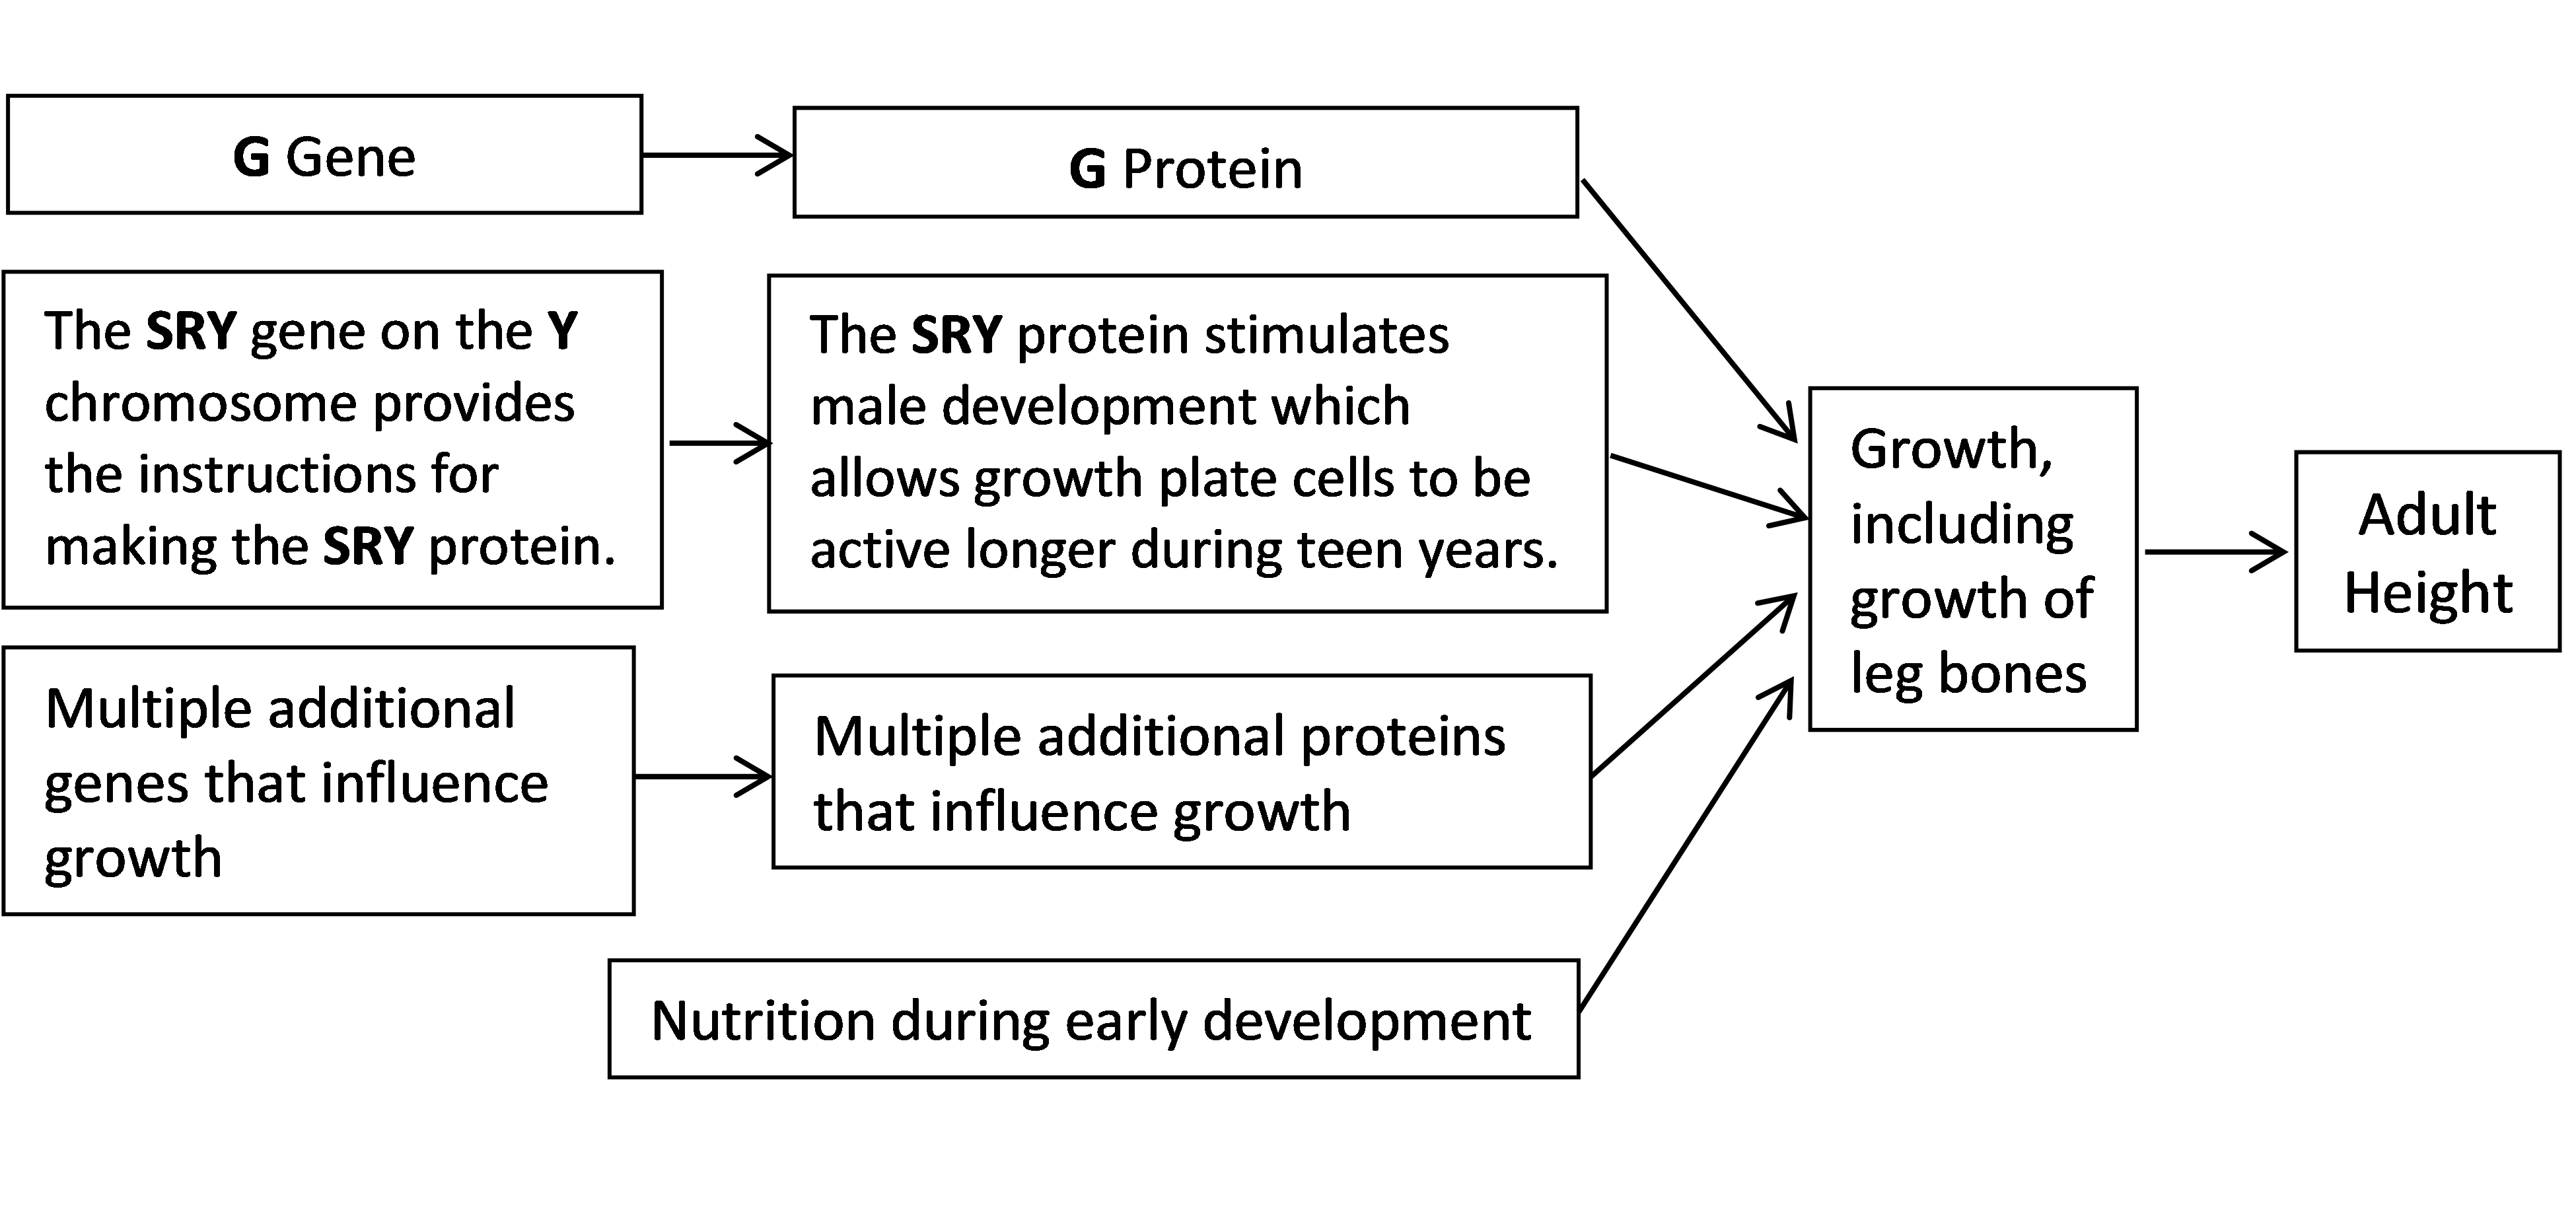 G Gene
G Protein
The SRY gene on the Y
chromosome provides
the instructions for
making the SRY protein.
The SRY protein stimulates
male development which
allows growth plate cells to be
active longer during teen years.
Multiple additional
genes that influence
growth
Multiple additional proteins
that influence growth
Nutrition during early development
Growth,
including
growth of
leg bones
Adult
Height